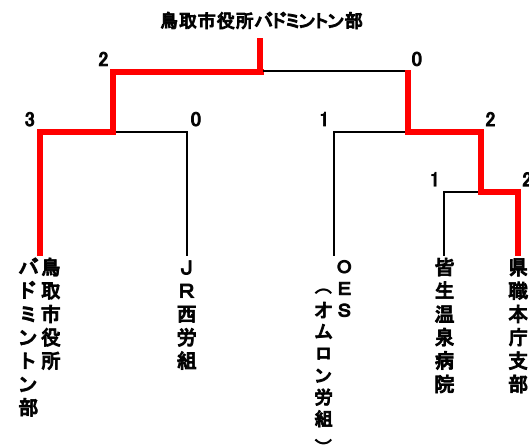 鳥取市役所バドミントン部
2
0
3
0
1
2
1
2
鳥取市役所
バドミントン部
JR西労組
OES
(オムロン労組)
皆生温泉病院
県職本庁支部